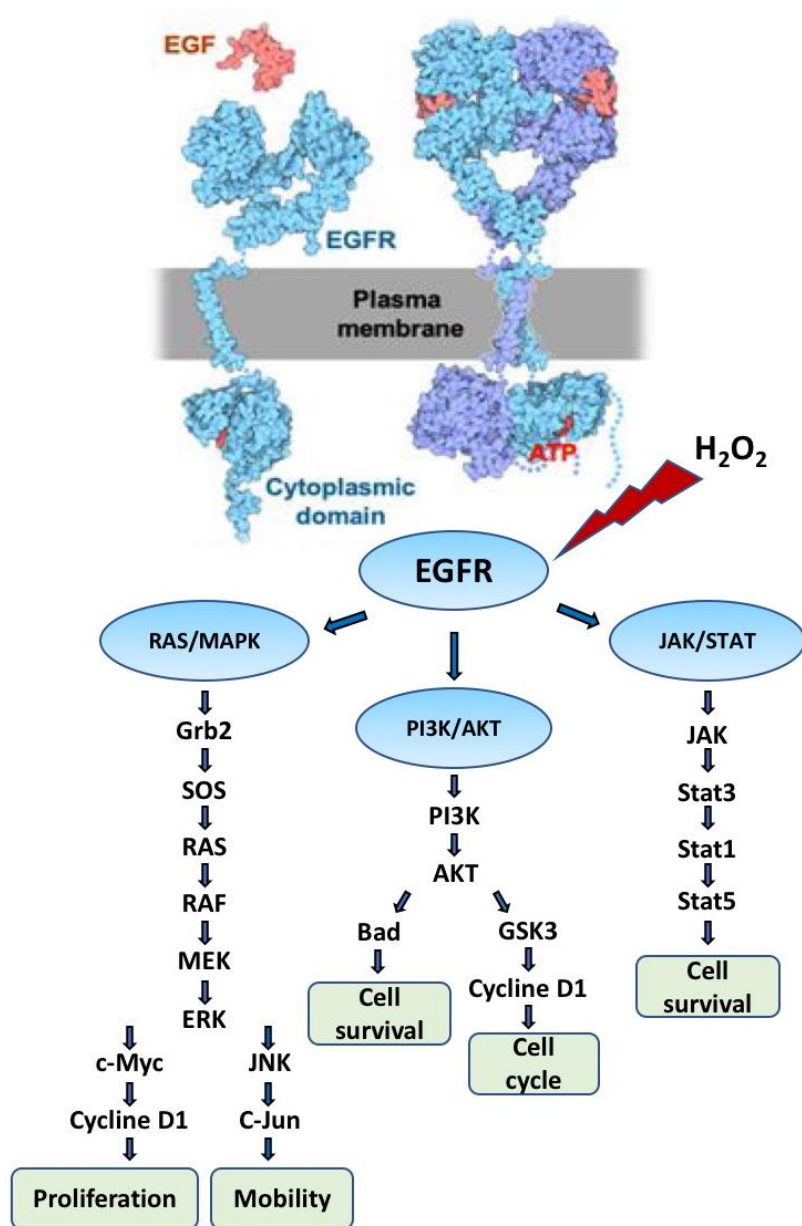 EGF
EGFR
Plasma
membrane
ATP
Cytoplasmic
domain
H₂O₂
EGFR
RAS/MAPK
Grb2
SOS
RAS
RAF
MEK
ERK
c-Myc
Cycline D1
Proliferation
JNK
C-Jun
Mobility
PI3K/AKT
PI3K
AKT
Bad
Cell
survival
GSK3
Cycline D1
Cell
cycle
JAK/STAT
JAK
Stat3
Stat1
Stat5
Cell
survival